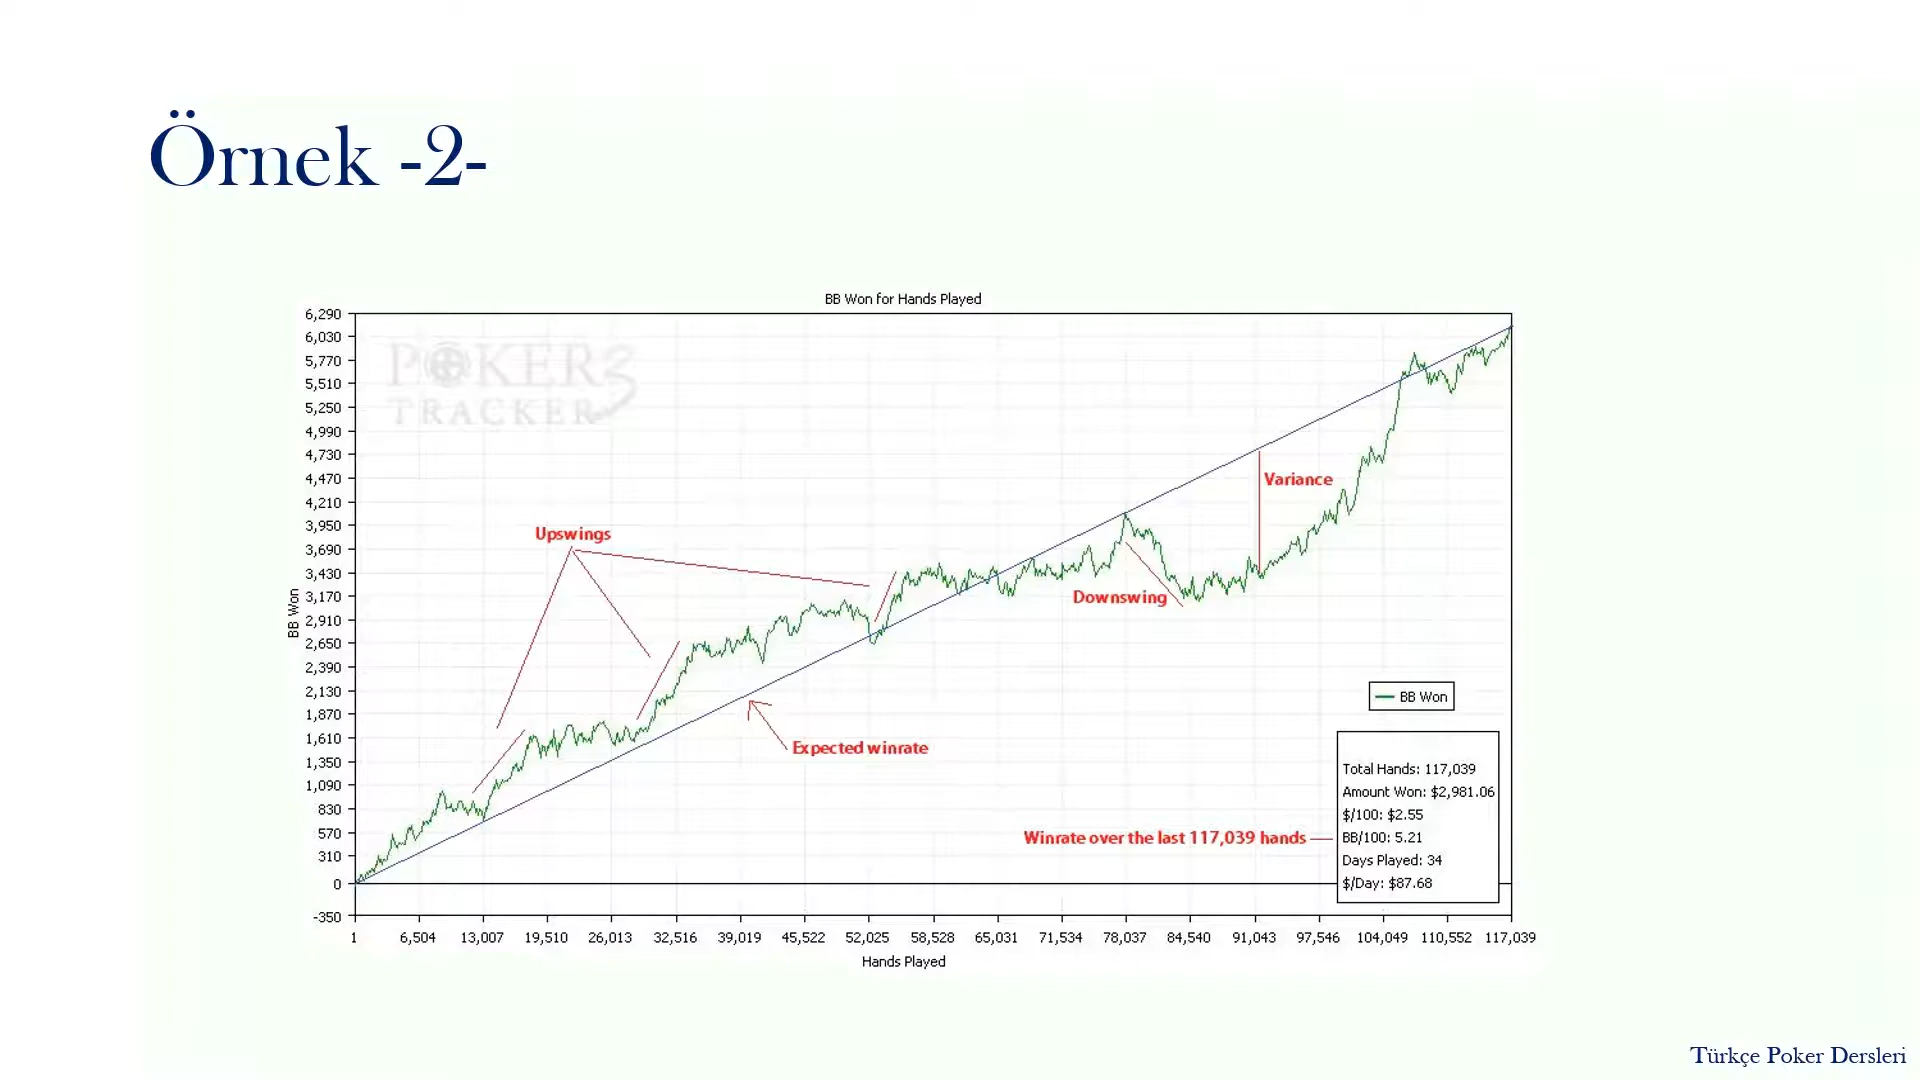 Örnek -2-
BB Won for Hands Played
6,290
6,030
5,770
5,510
5,250
4,990
4,730
4,470
4,210
3,950
3,690
3,430
3,170
2,910
2,650
2,390
2,130
1,870
1,610
1,350
1,090
830
570
310
0
-350
BB Won
POKER 3
TRACKER
Upswings
Variance
Downswing
Expected winrate
BB Won
Total Hands: 117,039
Amount Won: $2,981.06
$/100: $2.55
Winrate over the last 117,039 hands
BB/100: 5.21
Days Played: 34
$/Day: $87.68
1 6,504 13,007 19,510 26,013 32,516 39,019 45,522 52,025 58,528 65,031 71,534 78,037 84,540 91,043 97,546 104,049 110,552 117,039
Hands Played
Türkçe Poker Dersleri